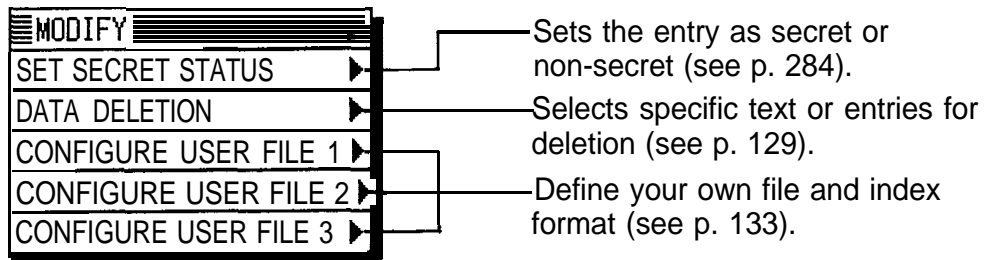 MODIFY
SET SECRET STATUS
DATA DELETION
CONFIGURE USER FILE 1
CONFIGURE USER FILE 2
CONFIGURE USER FILE 3
Sets the entry as secret or
non-secret (see p. 284).
Selects specific text or entries for
deletion (see p. 129).
Define your own file and index
format (see p. 133).